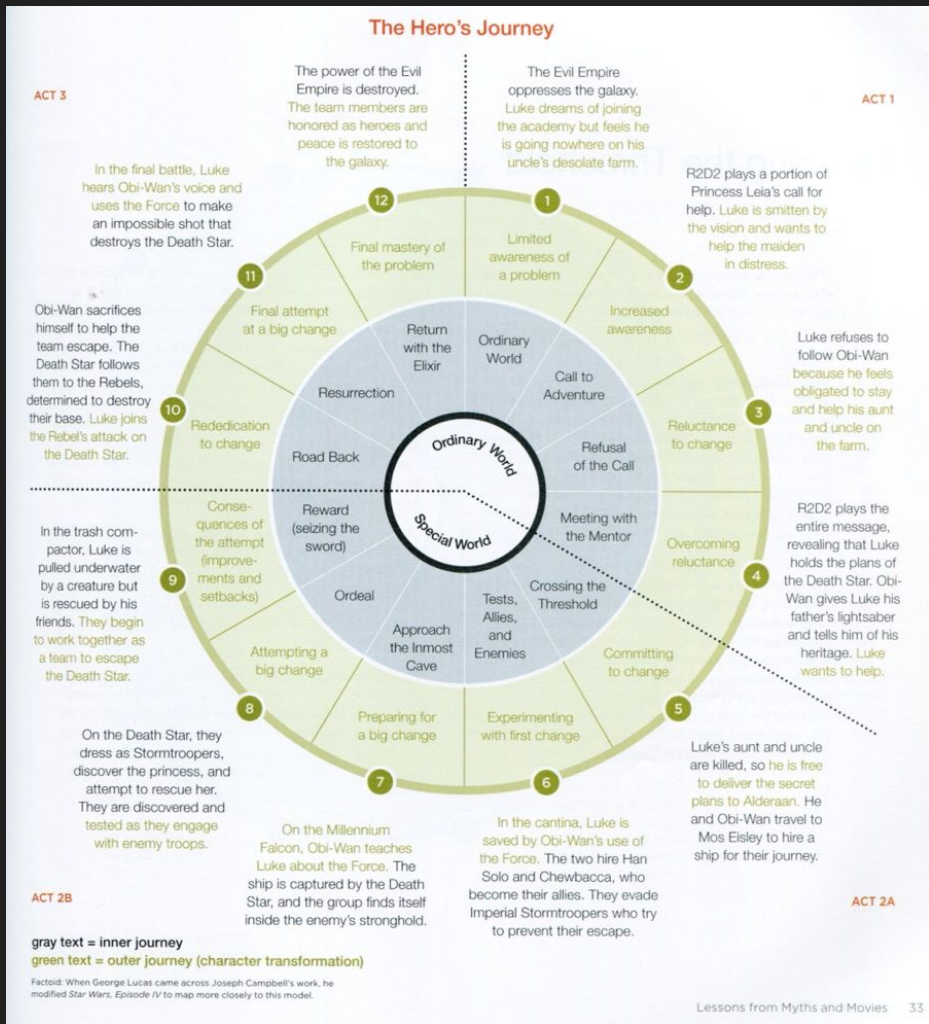 The Hero's Journey
ACT 3
ACT 1
The power of the Evil
Empire is destroyed.
The team members are
honored as heroes and
peace is restored to
the galaxy.
The Evil Empire
oppresses the galaxy.
Luke dreams of joining
the academy but feels he
is going nowhere on his
uncle's desolate farm.
R2D2 plays a portion of
Princess Leia's call for
help. Luke is smitten by
the vision and wants to
help the maiden
in distress.
Luke refuses to
follow Obi-Wan
because he feels
obligated to stay
and help his aunt
and uncle on
the farm.
R2D2 plays the
entire message,
revealing that Luke
holds the plans of
the Death Star. Obi-
Wan gives Luke his
father's lightsaber
and tells him of his
heritage. Luke
wants to help.
Luke's aunt and uncle
are killed, so he is free
to deliver the secret
plans to Alderaan. He
and Obi-Wan travel to
Mos Eisley to hire a
ship for their journey.
In the cantina, Luke is
saved by Obi-Wan's use of
the Force. The two hire Han
Solo and Chewbacca, who
become their allies. They evade
Imperial Stormtroopers who try
to prevent their escape.
On the Millennium
Falcon, Obi-Wan teaches
Luke about the Force. The
ship is captured by the Death
Star, and the group finds itself
inside the enemy's stronghold.
On the Death Star, they
dress as Stormtroopers,
discover the princess, and
attempt to rescue her.
They are discovered and
tested as they engage
with enemy troops.
In the trash com-
pactor, Luke is
pulled underwater
by a creature but
is rescued by his
friends. They begin
to work together as
a team to escape
the Death Star.
Obi-Wan sacrifices
himself to help the
team escape. The
Death Star follows
them to the Rebels,
determined to destroy
their base. Luke joins
the Rebel's attack on
the Death Star.
In the final battle, Luke
hears Obi-Wan's voice and
uses the Force to make
an impossible shot that
destroys the Death Star.
1
2
3
4
5
6
7
8
9
10
11
12
Limited
awareness of
a problem
Increased
awareness
Reluctance
to change
Overcoming
reluctance
Committing
to change
Experimenting
with first change
Preparing for
a big change
Attempting a
big change
Conse-
quences of
the attempt
(improve-
ments and
setbacks)
Rededication
to change
Final attempt
at a big change
Final mastery of
the problem
Ordinary
World
Call to
Adventure
Refusal
of the Call
Meeting with
the Mentor
Crossing the
Threshold
Tests,
Allies,
and
Enemies
Approach
the Inmost
Cave
Ordeal
Reward
(seizing the
sword)
Road Back
Resurrection
Return
with the
Elixir
Ordinary World
Special World
ACT 2B
ACT 2A
gray text = inner journey
green text = outer journey (character transformation)
Factoid: When George Lucas came across Joseph Campbell's work, he
modified Star Wars, Episode IV to map more closely to this model.
Lessons from Myths and Movies 33